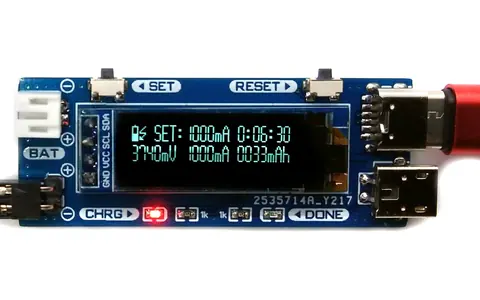 SET
RESET
SET: 1000mA 0:06:30
3740mV 1000mA 0033mAh
GND VCC SCL SDA
BAT
2535714A_Y217
CHRG
1k
1k
DONE